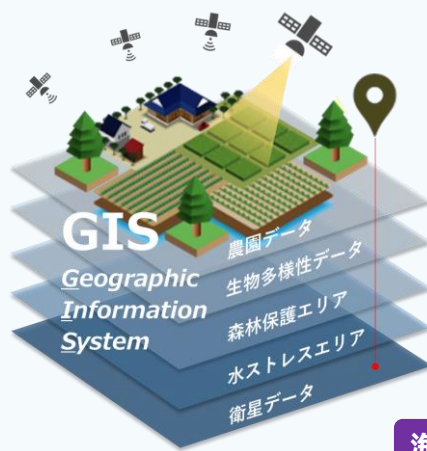 GIS
Geographic
Information
System
農園データ
生物多様性データ
森林保護エリア
水ストレスエリア
衛星データ